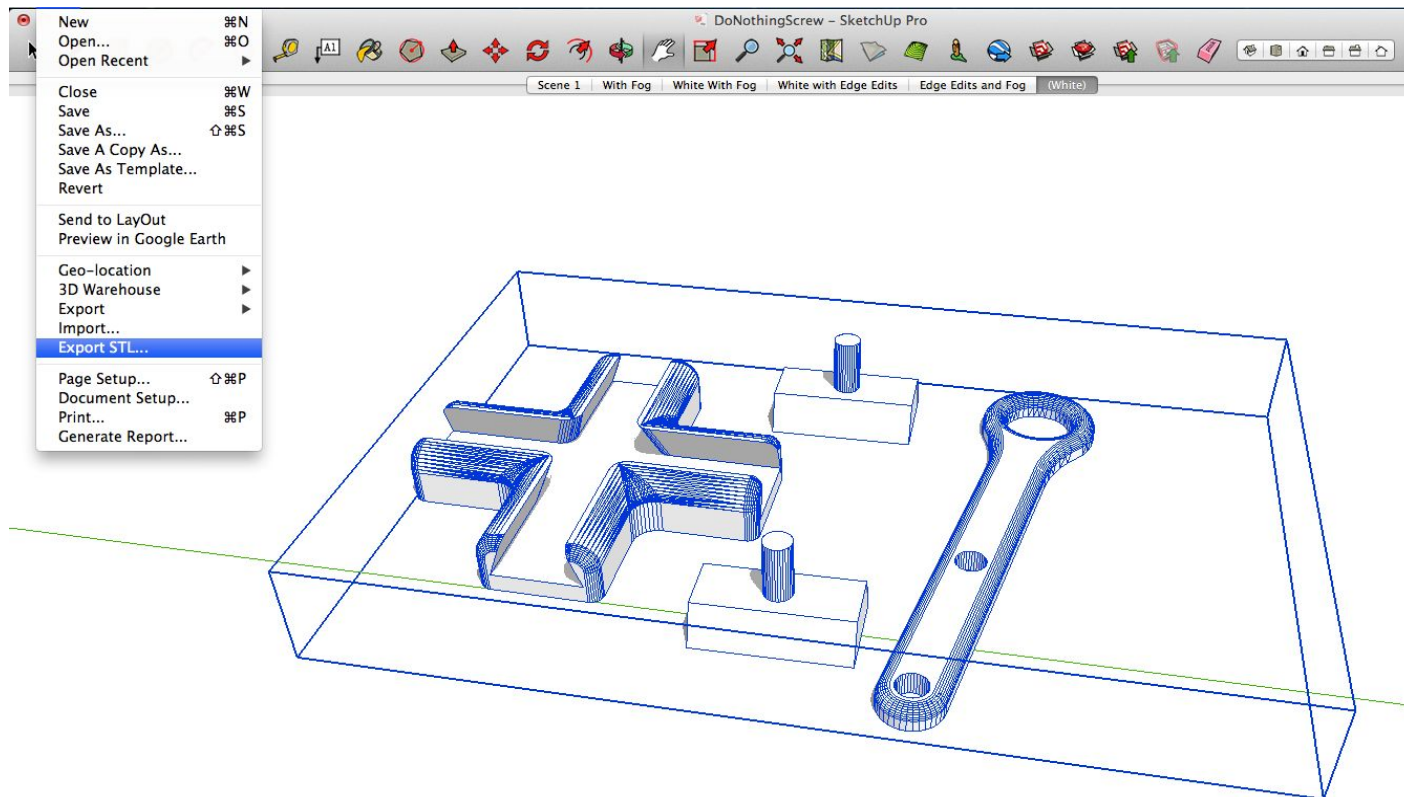 DoNothingScrew – SketchUp Pro
A1
Scene 1 With Fog White With Fog White with Edge Edits Edge Edits and Fog (White)
New ⌘N
Open... ⌘O
Open Recent ▶
Close ⌘W
Save ⌘S
Save As... ⇧⌘S
Save A Copy As...
Save As Template...
Revert
Send to LayOut
Preview in Google Earth
Geo-location ▶
3D Warehouse ▶
Export ▶
Import...
Export STL...
Page Setup... ⇧⌘P
Document Setup...
Print... ⌘P
Generate Report...